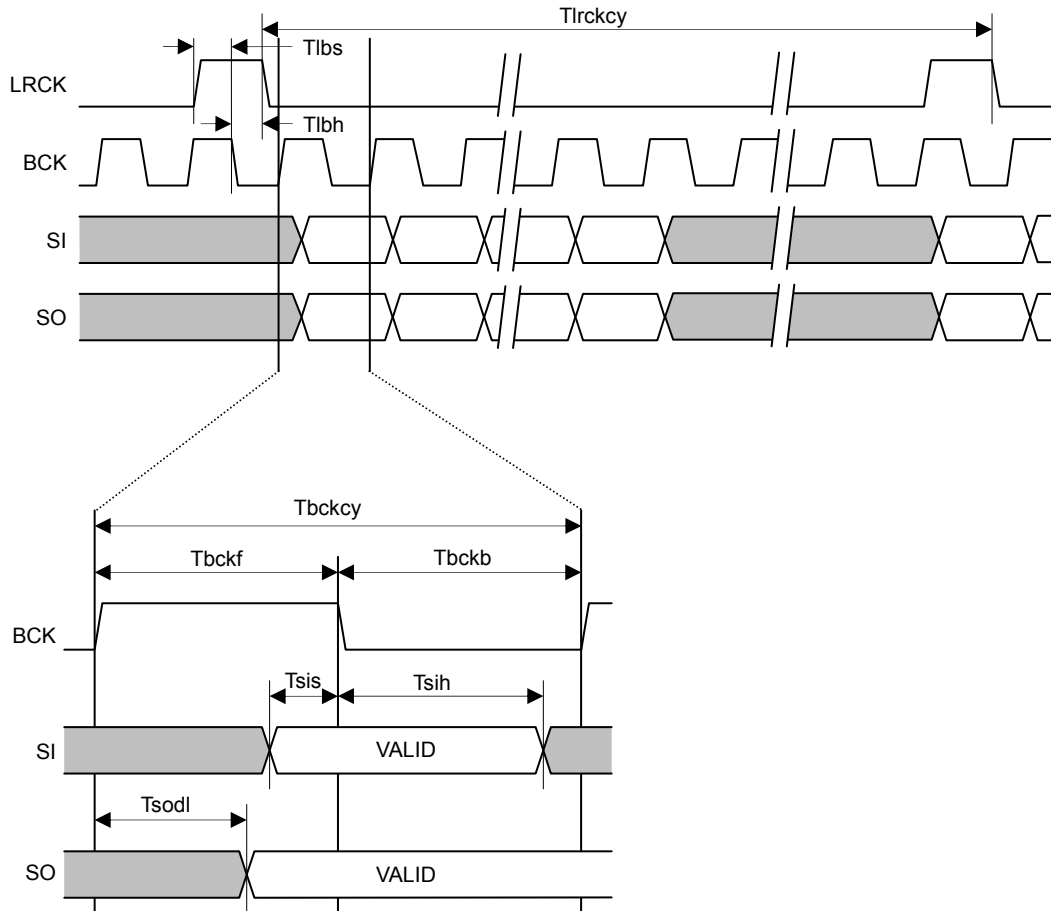 Tlrckcy
Tlbs
LRCK
Tlbh
BCK
SI
SO
Tbckcy
Tbckf
Tbckb
BCK
Tsis
Tsih
SI
VALID
Tsodl
SO
VALID